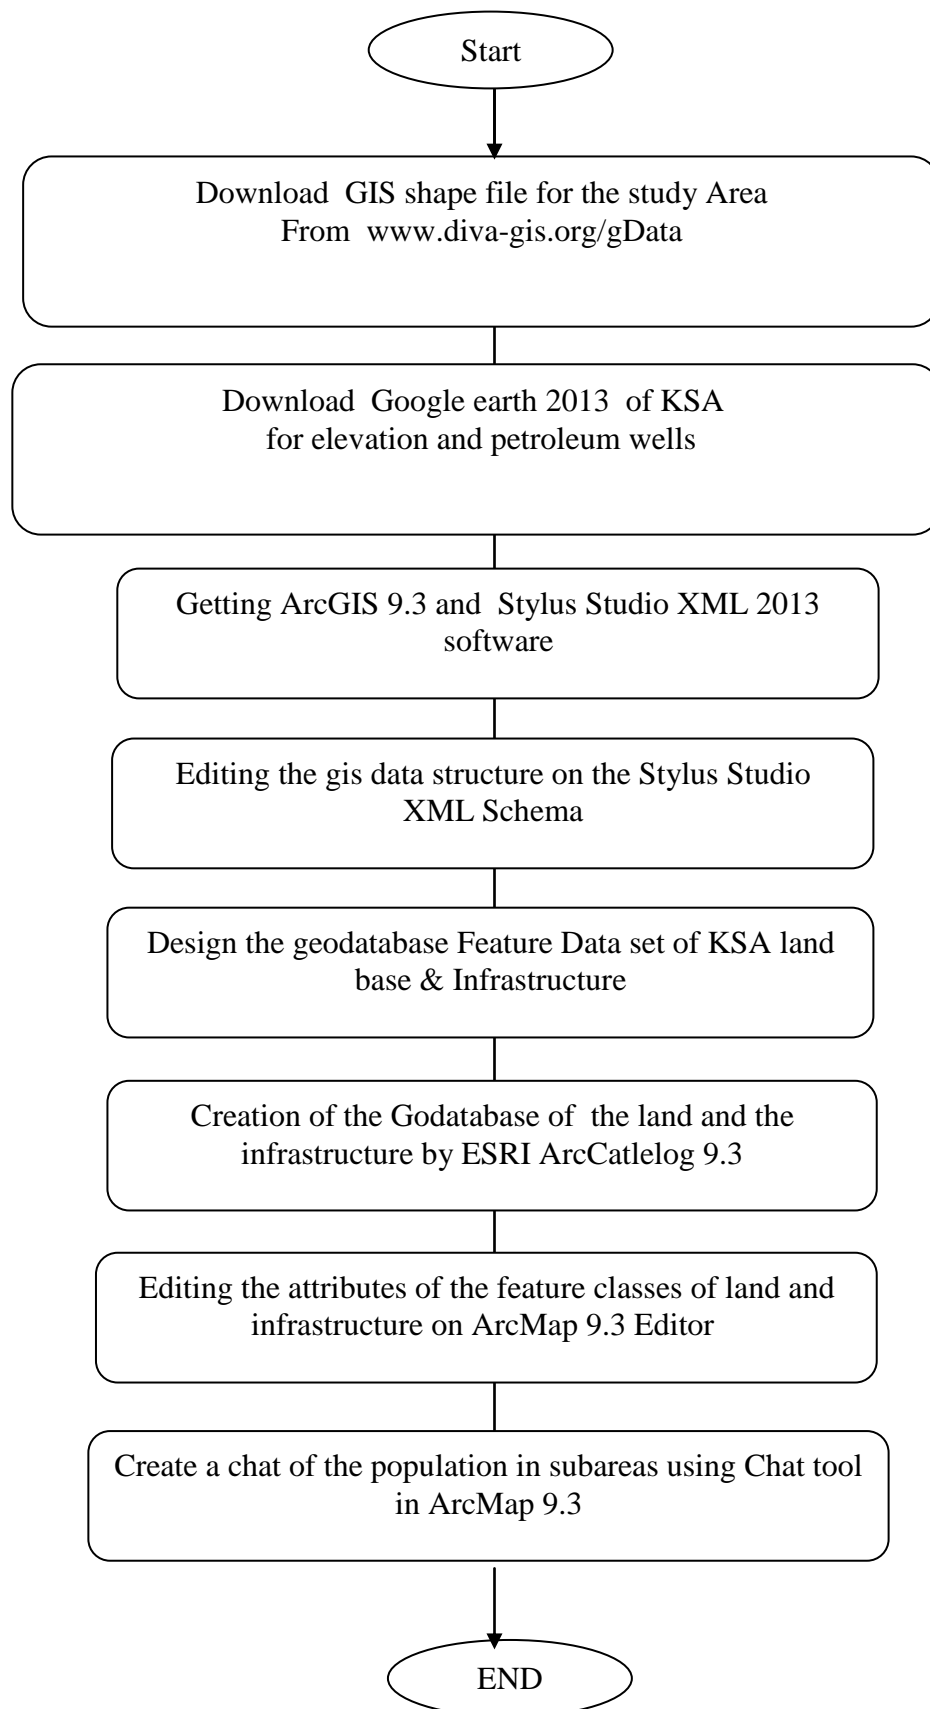 Start
Download GIS shape file for the study Area
From www.diva-gis.org/gData
Download Google earth 2013 of KSA
for elevation and petroleum wells
Getting ArcGIS 9.3 and Stylus Studio XML 2013
software
Editing the gis data structure on the Stylus Studio
XML Schema
Design the geodatabase Feature Data set of KSA land
base & Infrastructure
Creation of the Godatabase of the land and the
infrastructure by ESRI ArcCatlelog 9.3
Editing the attributes of the feature classes of land and
infrastructure on ArcMap 9.3 Editor
Create a chat of the population in subareas using Chat tool
in ArcMap 9.3
END